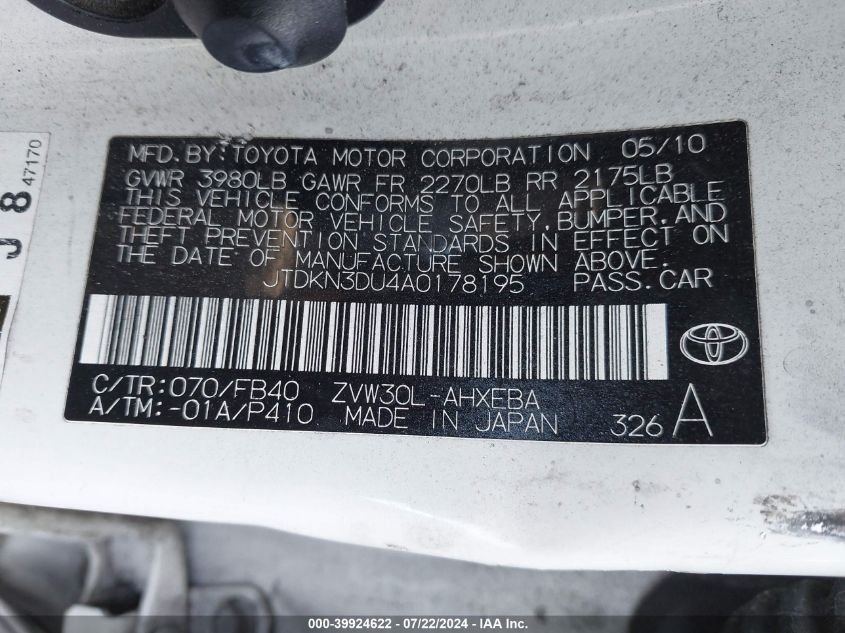 MFD.BY:TOYOTA MOTOR CORPORATION 05/10
GVWR 3980LB GAWR FR 2270LB RR 2175LB
THIS VEHICLE CONFORMS TO ALL APPLICABLE
FEDERAL MOTOR VEHICLE SAFETY,BUMPER,AND
THEFT PREVENTION STANDARDS IN EFFECT ON
THE DATE OF MANUFACTURE SHOWN ABOVE.
JTDKN3DU4A0178195 PASS.CAR
C/TR:070/FB40 ZVW30L-AHXEBA
A/TM:-01A/P410 MADE IN JAPAN 326 A
J 8 47170
000-39924622 - 07/22/2024 - IAA Inc.